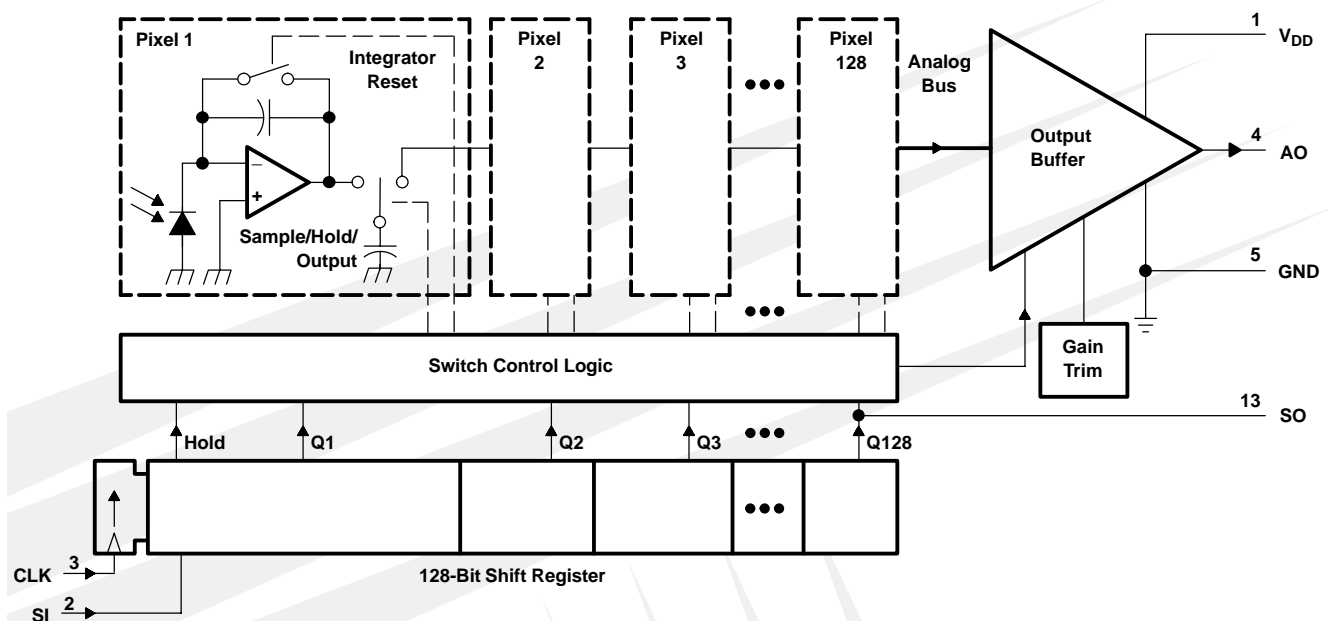 Pixel 1
Integrator
Reset
−
+
Sample/Hold/
Output
Pixel
2
Pixel
3
Pixel
128
Analog
Bus
Output
Buffer
1
VDD
4
AO
5
GND
Gain
Trim
Switch Control Logic
13
SO
Hold
Q1
Q2
Q3
Q128
3
CLK
2
SI
128-Bit Shift Register